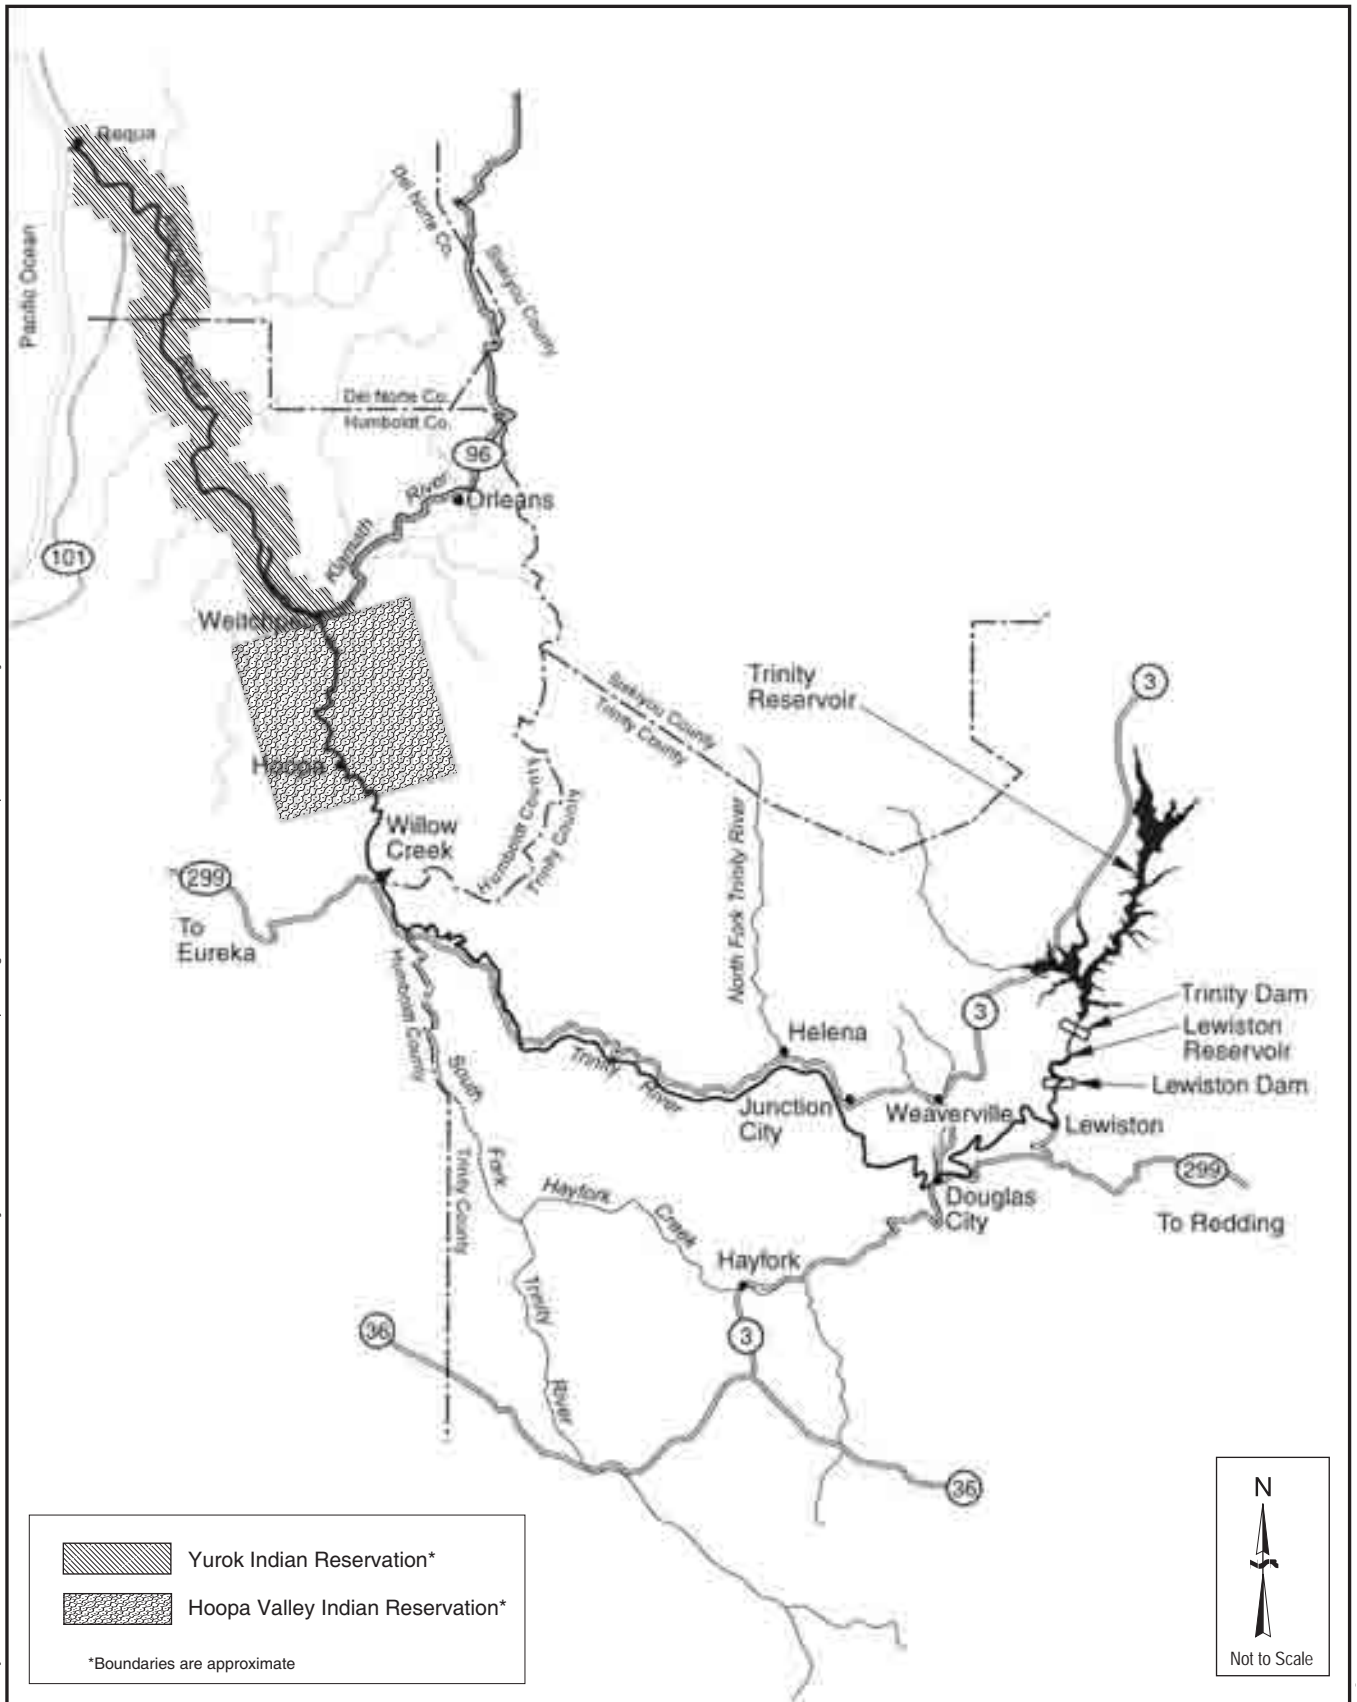 Requa
Del Norte Co.
Siskiyou County
Pacific Ocean
Klamath
River
Del Norte Co.
Humboldt Co.
96
River
Orleans
Klamath
101
Weitchpec
Trinity
Reservoir
3
Siskiyou County
Trinity County
Hoopa
Humboldt County
Trinity County
Willow
Creek
North Fork Trinity River
299
To
Eureka
Humboldt County
3
Trinity Dam
Lewiston
Reservoir
Lewiston Dam
Helena
Trinity
River
South
Junction
City
Weaverville
Lewiston
Fork
Trinity County
Hayfork
Creek
299
Douglas
City
To Redding
Hayfork
Trinity
River
36
3
36
N
Not to Scale
Yurok Indian Reservation*
Hoopa Valley Indian Reservation*
*Boundaries are approximate